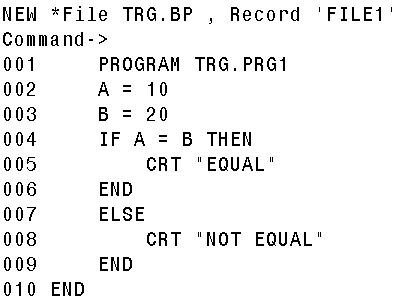 NEW *File TRG.BP , Record 'FILE1'
Command->
001 PROGRAM TRG.PRG1
002 A = 10
003 B = 20
004 IF A = B THEN
005 CRT "EQUAL"
006 END
007 ELSE
008 CRT "NOT EQUAL"
009 END
010 END